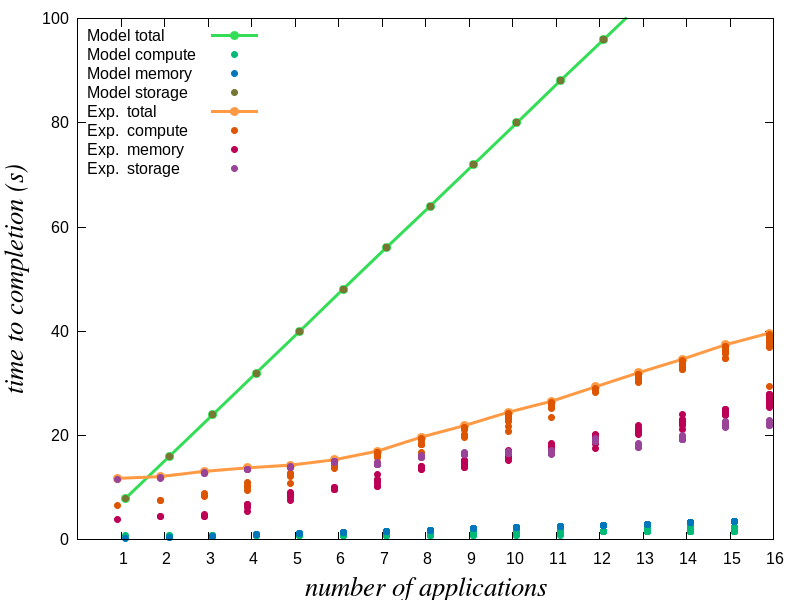 100
80
60
40
20
0
time to completion (s)
Model total
Model compute
Model memory
Model storage
Exp. total
Exp. compute
Exp. memory
Exp. storage
1 2 3 4 5 6 7 8 9 10 11 12 13 14 15 16
number of applications